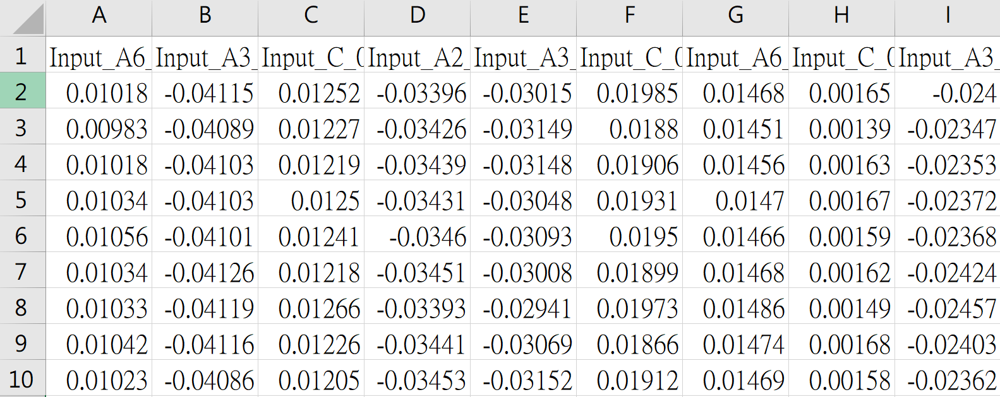 A B C D E F G H I
1 Input_A6_ Input_A3_ Input_C_0 Input_A2_ Input_A3_ Input_C_0 Input_A6_ Input_C_0 Input_A3_
2 0.01018 -0.04115 0.01252 -0.03396 -0.03015 0.01985 0.01468 0.00165 -0.024
3 0.00983 -0.04089 0.01227 -0.03426 -0.03149 0.0188 0.01451 0.00139 -0.02347
4 0.01018 -0.04103 0.01219 -0.03439 -0.03148 0.01906 0.01456 0.00163 -0.02353
5 0.01034 -0.04103 0.0125 -0.03431 -0.03048 0.01931 0.0147 0.00167 -0.02372
6 0.01056 -0.04101 0.01241 -0.0346 -0.03093 0.0195 0.01466 0.00159 -0.02368
7 0.01034 -0.04126 0.01218 -0.03451 -0.03008 0.01899 0.01468 0.00162 -0.02424
8 0.01033 -0.04119 0.01266 -0.03393 -0.02941 0.01973 0.01486 0.00149 -0.02457
9 0.01042 -0.04116 0.01226 -0.03441 -0.03069 0.01866 0.01474 0.00168 -0.02403
10 0.01023 -0.04086 0.01205 -0.03453 -0.03152 0.01912 0.01469 0.00158 -0.02362